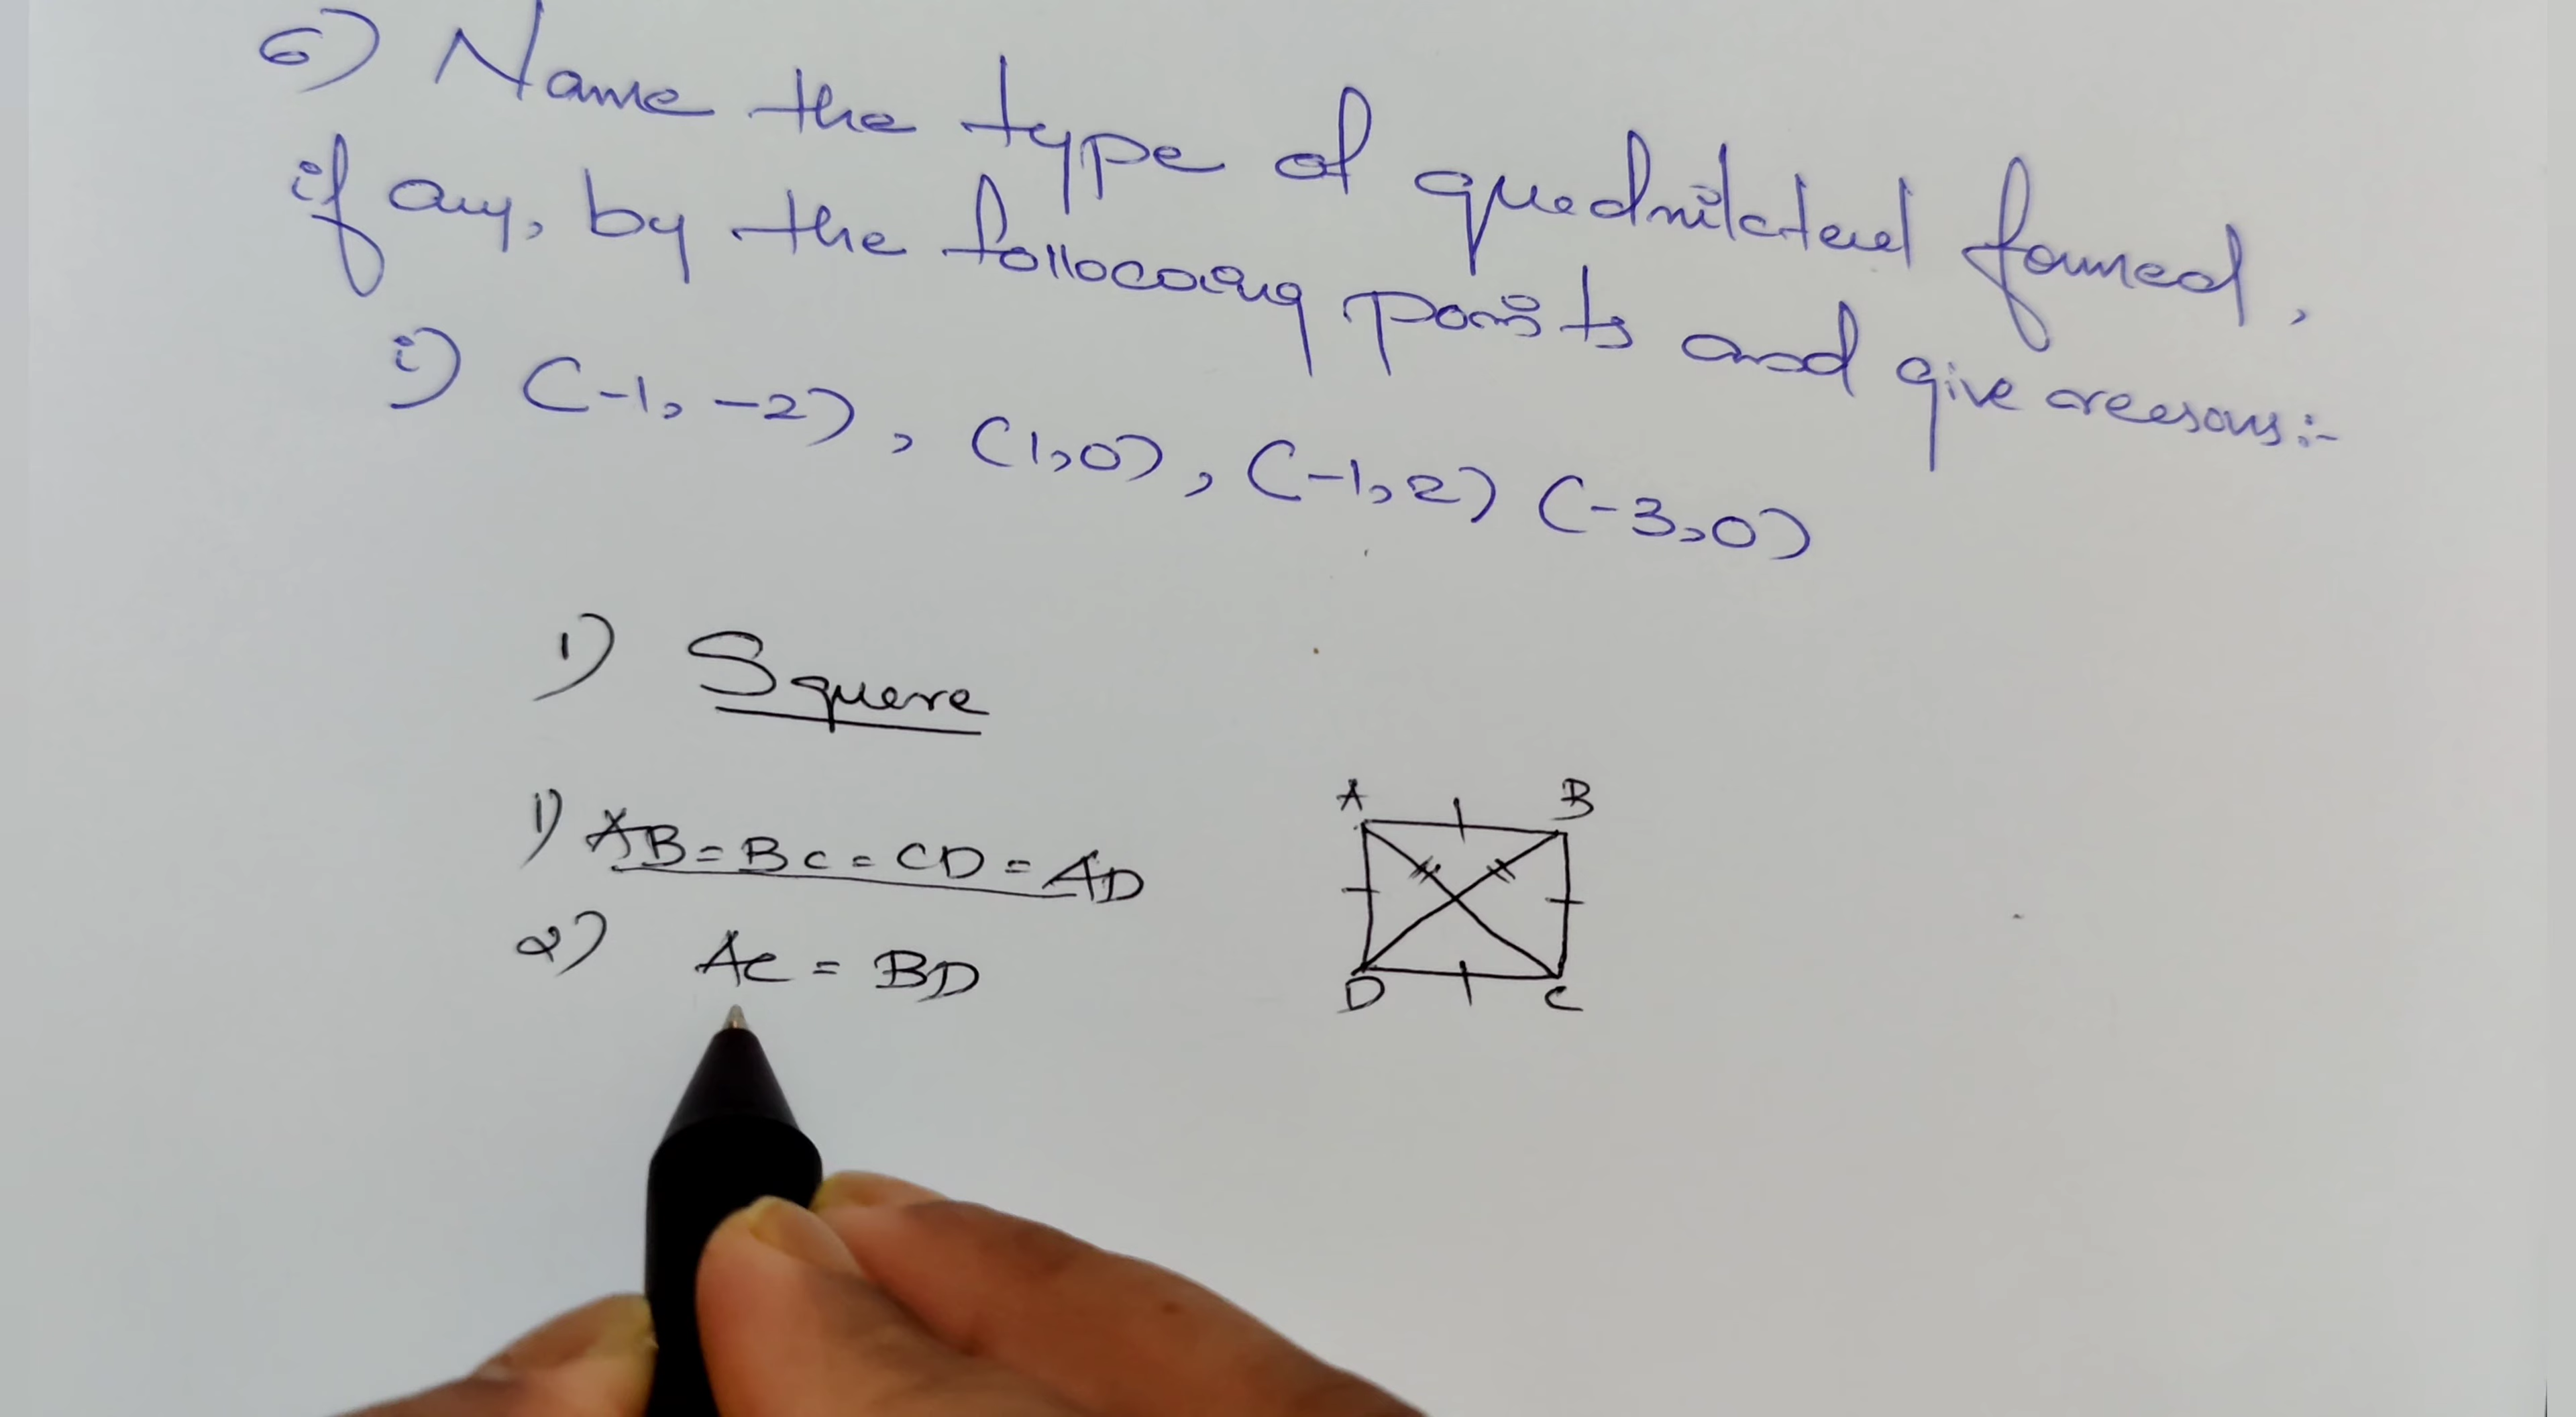 6) Name the type of quadrilateral formed,
if any, by the following points and give reasons:-
i) (-1, -2), (1,0), (-1,2) (-3,0)
1) Square
1) AB = BC = CD = AD
2) AC = BD
A B
D C